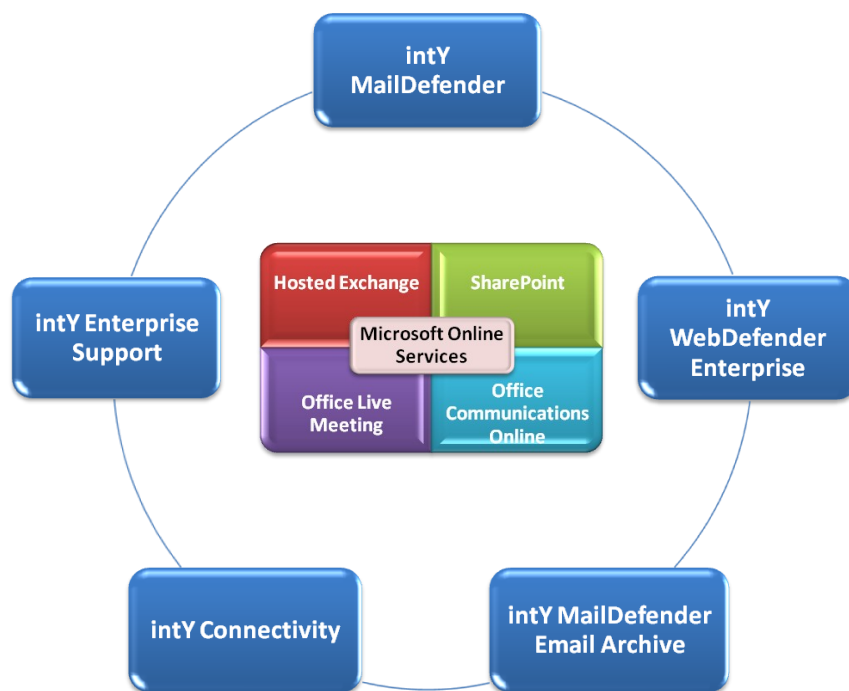 intY
MailDefender
Hosted Exchange
SharePoint
intY Enterprise
Support
Microsoft Online
Services
intY
WebDefender
Enterprise
Office Live
Meeting
Office
Communications
Online
intY Connectivity
intY MailDefender
Email Archive